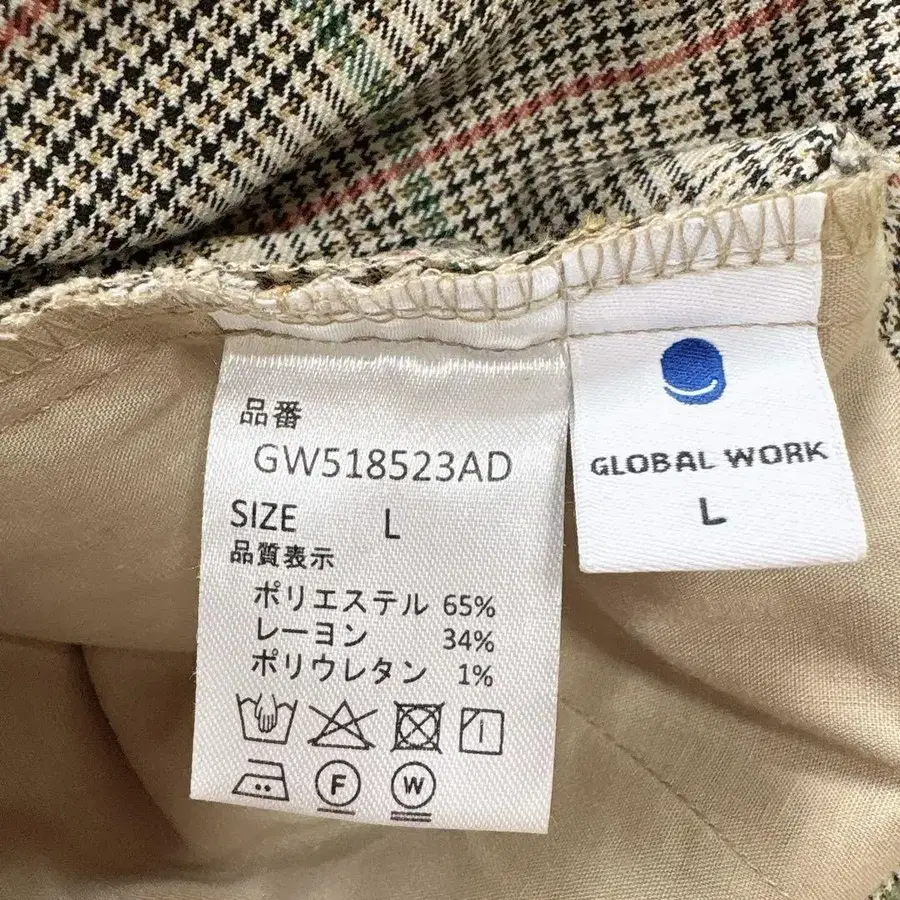 品番
GW518523AD
SIZE L
品質表示
ポリエステル 65%
レーヨン 34%
ポリウレタン 1%
F W
GLOBAL WORK
L